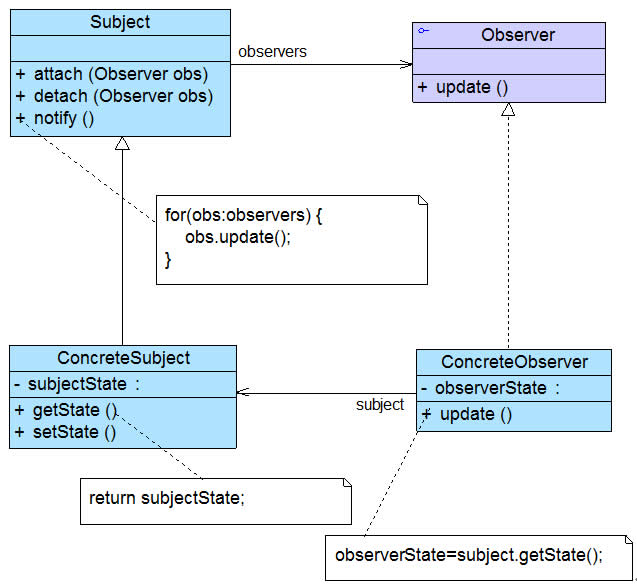 Subject
+ attach (Observer obs)
+ detach (Observer obs)
+ notify ()
observers
Observer
+ update ()
for(obs:observers) {
obs.update();
}
ConcreteSubject
- subjectState :
+ getState ()
+ setState ()
subject
ConcreteObserver
- observerState :
+ update ()
return subjectState;
observerState=subject.getState();